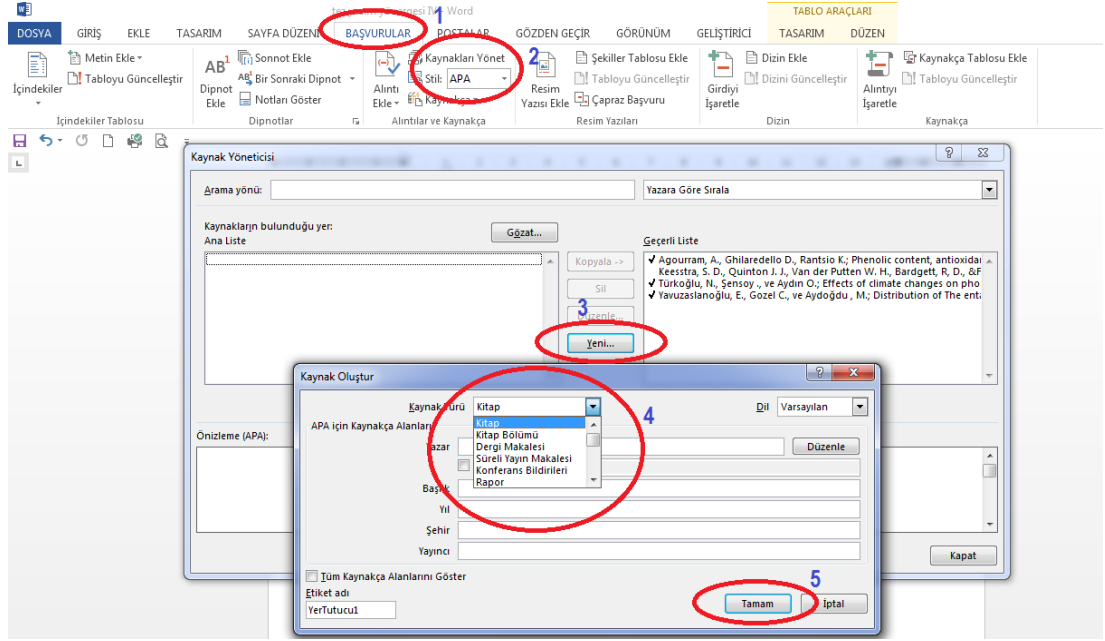 Word
1
TABLO ARAÇLARI
DOSYA GİRİŞ EKLE TASARIM SAYFA DÜZENİ BAŞVURULAR POSTALAR GÖZDEN GEÇİR GÖRÜNÜM GELİŞTİRİCİ TASARIM DÜZEN
2
İçindekiler
Metin Ekle
Tabloyu Güncelleştir
İçindekiler Tablosu
AB1
Dipnot Ekle
Sonnot Ekle
Bir Sonraki Dipnot
Notları Göster
Dipnotlar
Alıntı Ekle
Kaynakları Yönet
Stil: APA
Kaynakça
Alıntılar ve Kaynakça
Resim Yazısı Ekle
Şekiller Tablosu Ekle
Tabloyu Güncelleştir
Çapraz Başvuru
Resim Yazıları
Girdiyi İşaretle
Dizin Ekle
Dizini Güncelleştir
Dizin
Alıntıyı İşaretle
Kaynakça Tablosu Ekle
Tabloyu Güncelleştir
Kaynakça
Kaynak Yöneticisi
Arama yönü:
Yazara Göre Sırala
Kaynakların bulunduğu yer:
Ana Liste
Gözat...
Geçerli Liste
Kopyala ->
Sil
3
Düzenle...
Yeni...
Agourram, A., Ghilaredello D., Rantsio K.; Phenolic content, antioxidan
Keesstra, S. D., Quinton J. J., Van der Putten W. H., Bardgett, R, D., &F
Türkoğlu, N., Şensoy ., ve Aydın O.; Effects of climate changes on pho
Yavuzaslanoğlu, E., Gozel C., ve Aydoğdu , M.; Distribution of The enta
Kaynak Oluştur
Kaynak Türü Kitap
4
Dil Varsayılan
APA için Kaynakça Alanları
Kitap
Kitap Bölümü
Dergi Makalesi
Süreli Yayın Makalesi
Konferans Bildirileri
Rapor
Önizleme (APA):
Yazar
Düzenle
Başlık
Yıl
Şehir
Yayıncı
Kapat
Tüm Kaynakça Alanlarını Göster
5
Etiket adı
YerTutucu1
Tamam
İptal